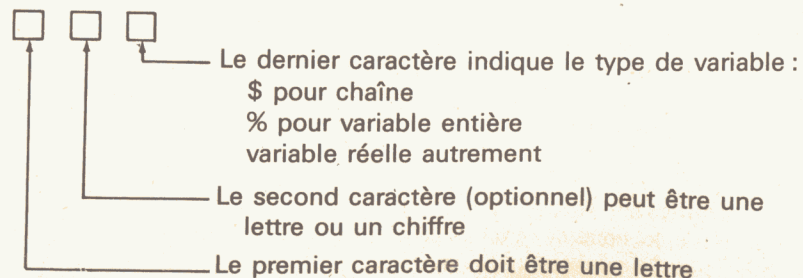 Le dernier caractère indique le type de variable :
$ pour chaîne
% pour variable entière
variable réelle autrement
Le second caractère (optionnel) peut être une
lettre ou un chiffre
Le premier caractère doit être une lettre